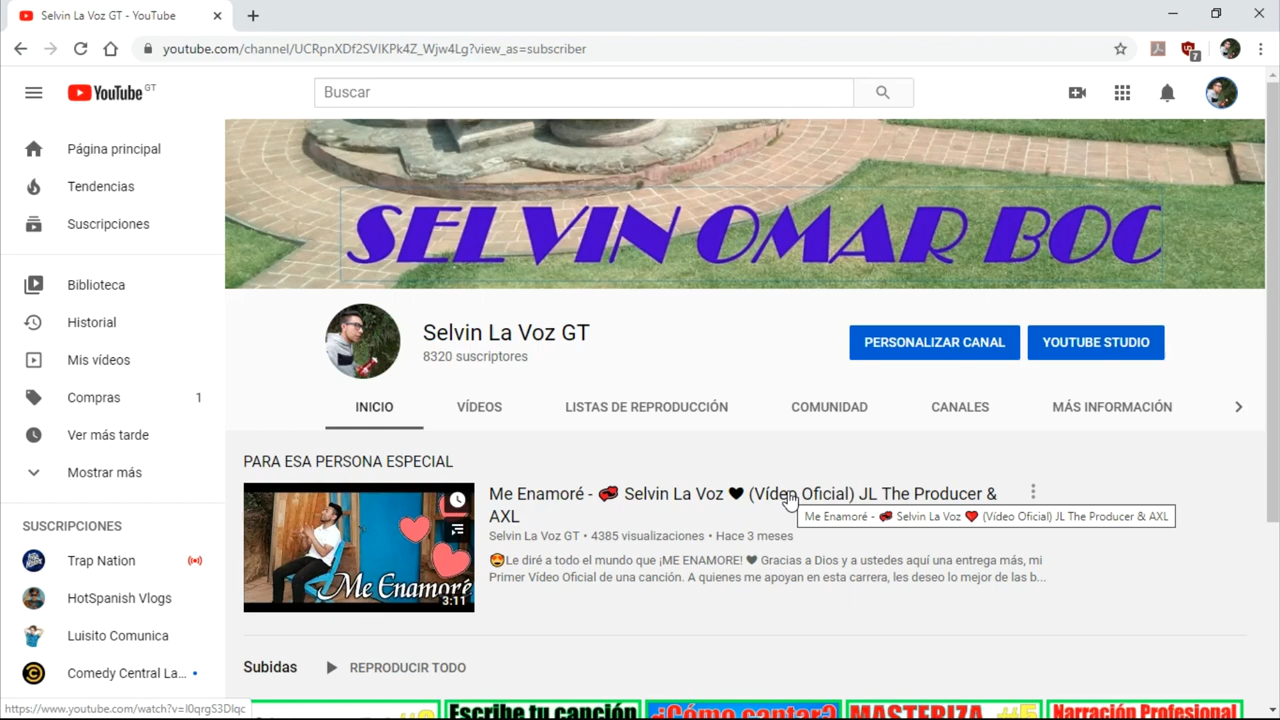 Selvin La Voz GT - YouTube
youtube.com/channel/UCRpnXDf2SVIKPk4Z_Wjw4Lg?view_as=subscriber
7
YouTube GT
Buscar
Página principal
Tendencias
Suscripciones
Biblioteca
Historial
Mis vídeos
Compras 1
Ver más tarde
Mostrar más
SUSCRIPCIONES
Trap Nation
HotSpanish Vlogs
Luisito Comunica
Comedy Central La...
SELVIN OMAR BOC
Selvin La Voz GT
8320 suscriptores
PERSONALIZAR CANAL
YOUTUBE STUDIO
INICIO VÍDEOS LISTAS DE REPRODUCCIÓN COMUNIDAD CANALES MÁS INFORMACIÓN
PARA ESA PERSONA ESPECIAL
Me Enamoré
3:11
Me Enamoré - 💋 Selvin La Voz 🖤 (Vídeo Oficial) JL The Producer &
AXL
Me Enamoré - 💋 Selvin La Voz ❤️ (Vídeo Oficial) JL The Producer & AXL
Selvin La Voz GT • 4385 visualizaciones • Hace 3 meses
😍Le diré a todo el mundo que ¡ME ENAMORE! 🖤 Gracias a Dios y a ustedes aquí una entrega más, mi
Primer Vídeo Oficial de una canción. A quienes me apoyan en esta carrera, les deseo lo mejor de las b...
Subidas REPRODUCIR TODO
Escribe tu canción
¿Cómo cantar?
MASTERIZA
Narración Profesional
https://www.youtube.com/watch?v=I0qrgS3DIqc